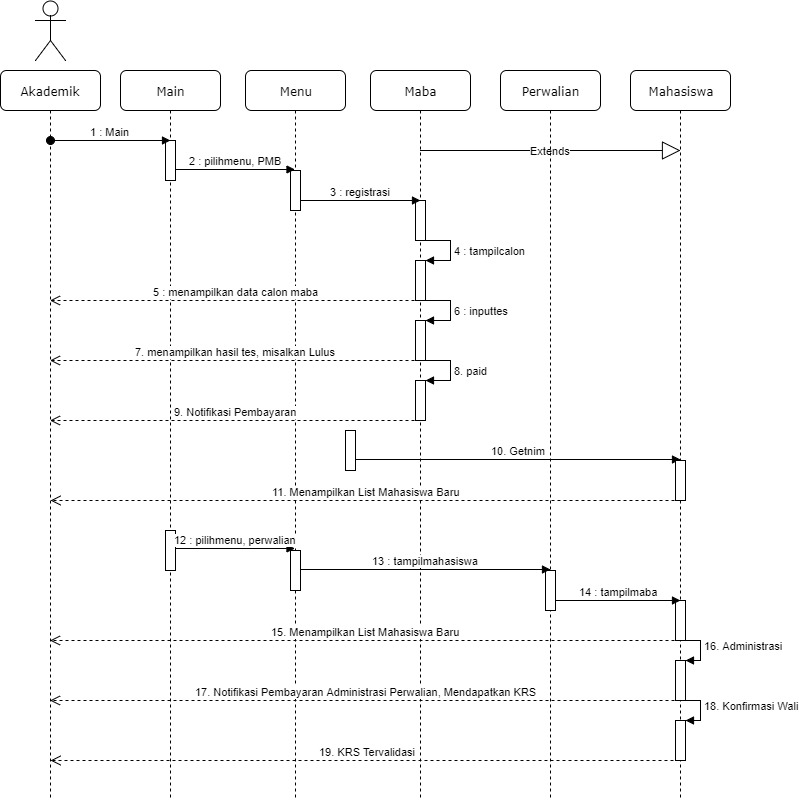 Akademik
Main
Menu
Maba
Perwalian
Mahasiswa
1 : Main
Extends
2 : pilihmenu, PMB
3 : registrasi
4 : tampilcalon
5 : menampilkan data calon maba
6 : inputtes
7. menampilkan hasil tes, misalkan Lulus
8. paid
9. Notifikasi Pembayaran
10. Getnim
11. Menampilkan List Mahasiswa Baru
12 : pilihmenu, perwalian
13 : tampilmahasiswa
14 : tampilmaba
15. Menampilkan List Mahasiswa Baru
16. Administrasi
17. Notifikasi Pembayaran Administrasi Perwalian, Mendapatkan KRS
18. Konfirmasi Wali
19. KRS Tervalidasi